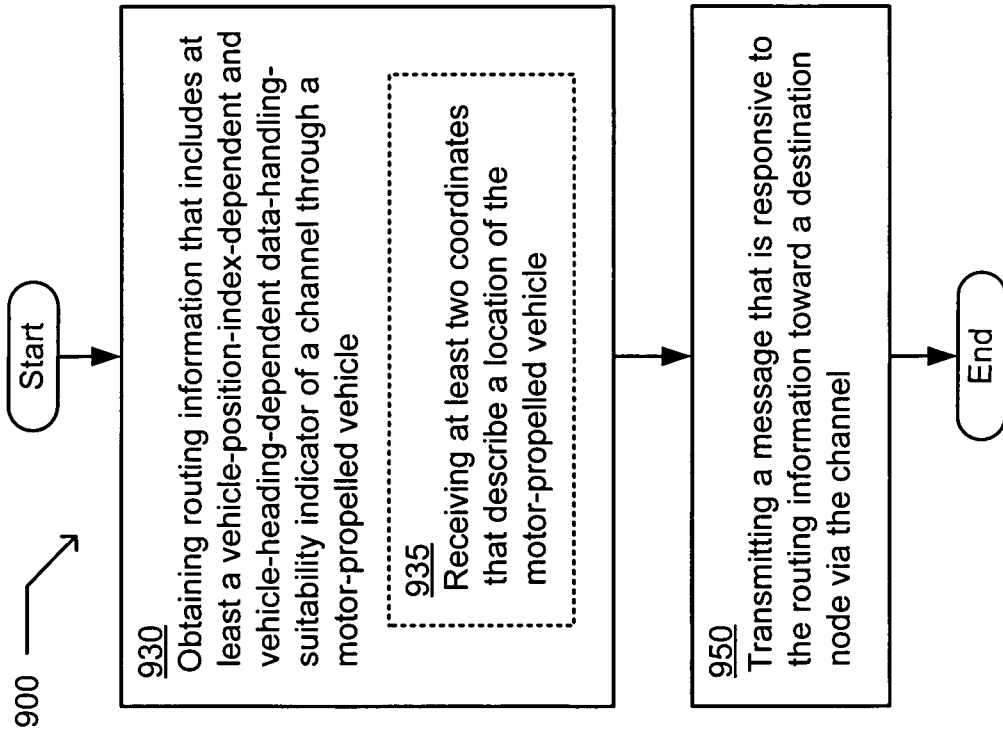 900
Start
930
Obtaining routing information that includes at
least a vehicle-position-index-dependent and
vehicle-heading-dependent data-handling-
suitability indicator of a channel through a
motor-propelled vehicle
935
Receiving at least two coordinates
that describe a location of the
motor-propelled vehicle
950
Transmitting a message that is responsive to
the routing information toward a destination
node via the channel
End